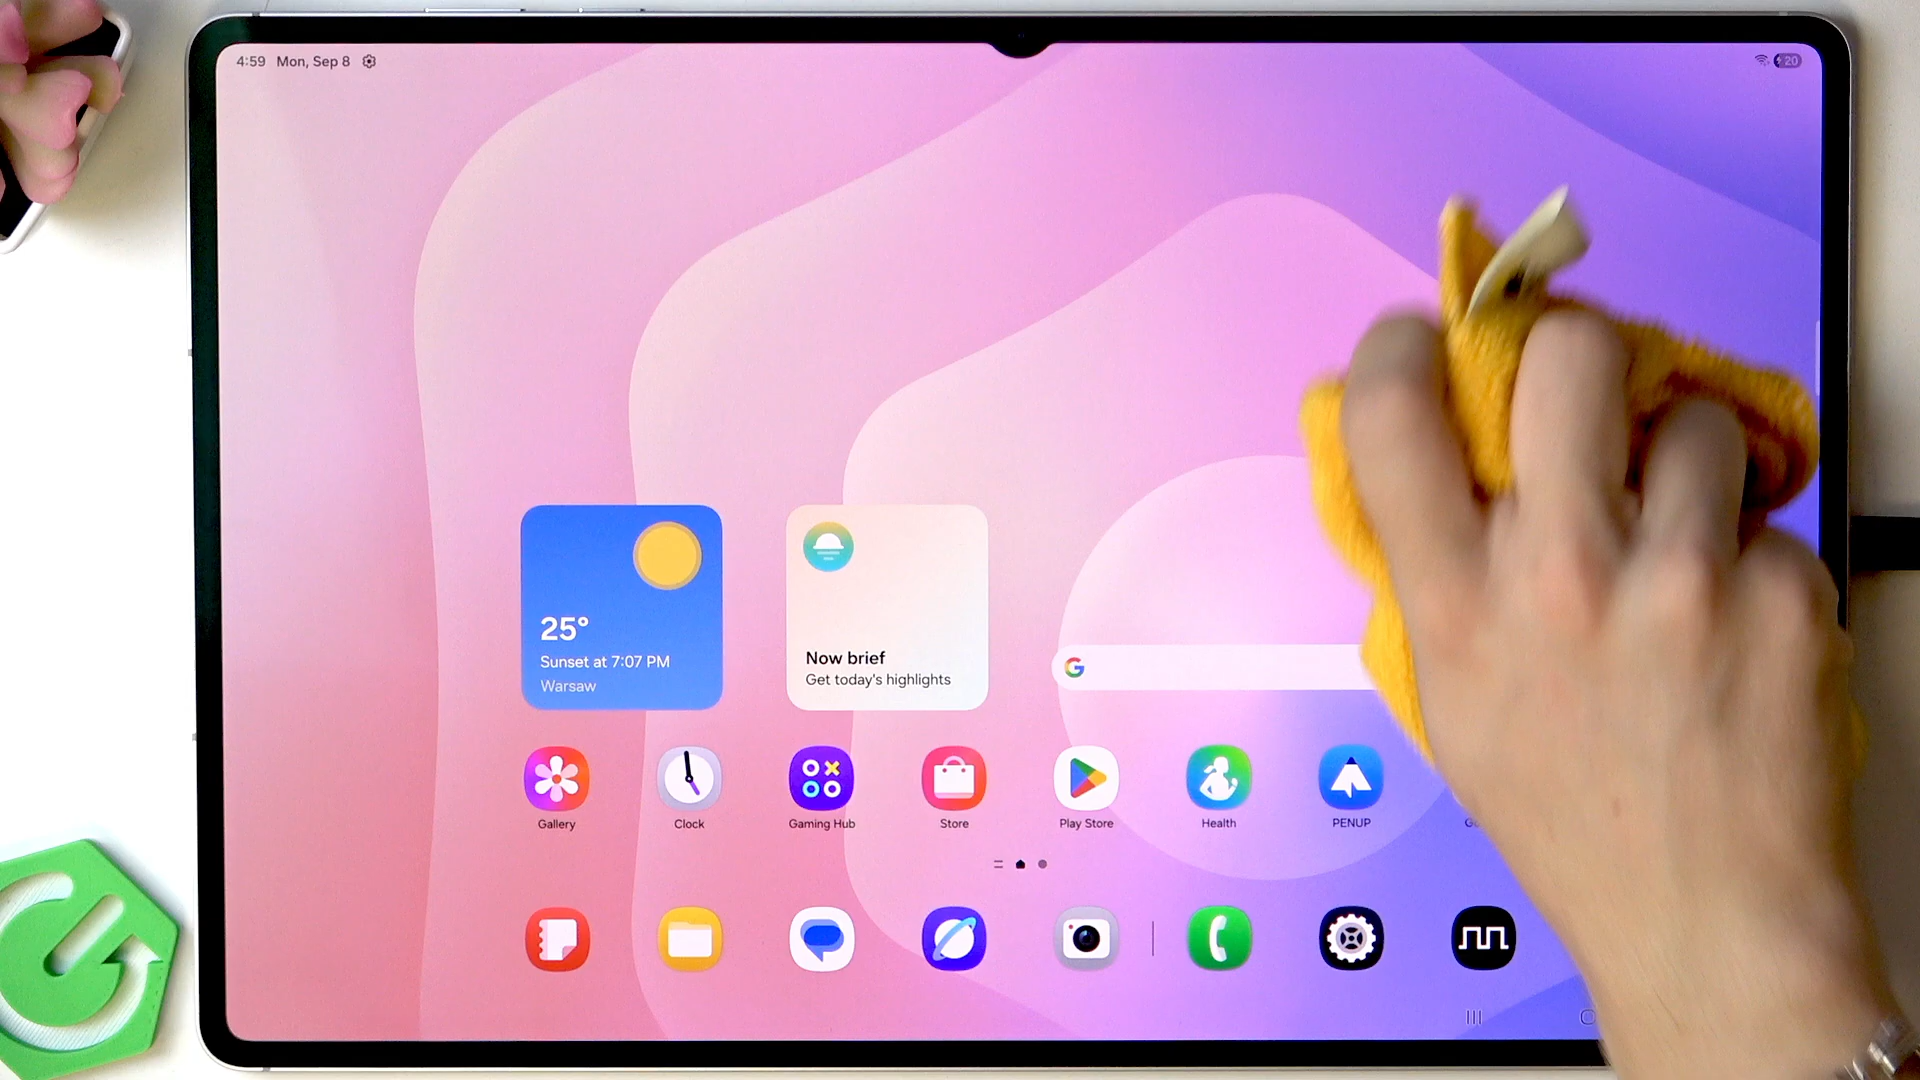 4:59 Mon, Sep 8
20
25°
Sunset at 7:07 PM
Warsaw
Now brief
Get today's highlights
G
Gallery
Clock
Gaming Hub
Store
Play Store
Health
PENUP